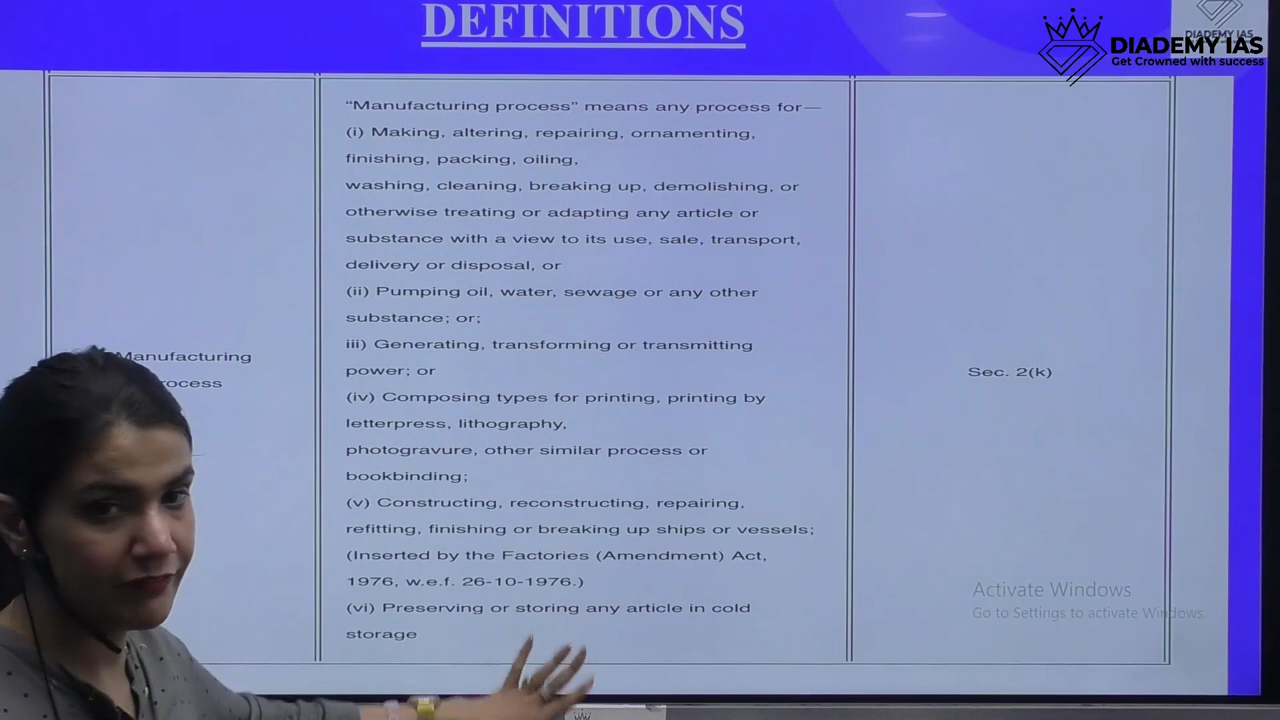 DEFINITIONS
DIADEMY IAS
DIADEMY IAS
Get Crowned with success
“Manufacturing process” means any process for—
(i) Making, altering, repairing, ornamenting,
finishing, packing, oiling,
washing, cleaning, breaking up, demolishing, or
otherwise treating or adapting any article or
substance with a view to its use, sale, transport,
delivery or disposal, or
(ii) Pumping oil, water, sewage or any other
substance; or;
iii) Generating, transforming or transmitting
power; or
(iv) Composing types for printing, printing by
letterpress, lithography,
photogravure, other similar process or
bookbinding;
(v) Constructing, reconstructing, repairing,
refitting, finishing or breaking up ships or vessels;
(Inserted by the Factories (Amendment) Act,
1976, w.e.f. 26-10-1976.)
(vi) Preserving or storing any article in cold
storage
Manufacturing
rocess
Sec. 2(k)
Activate Windows
Go to Settings to activate Windows.